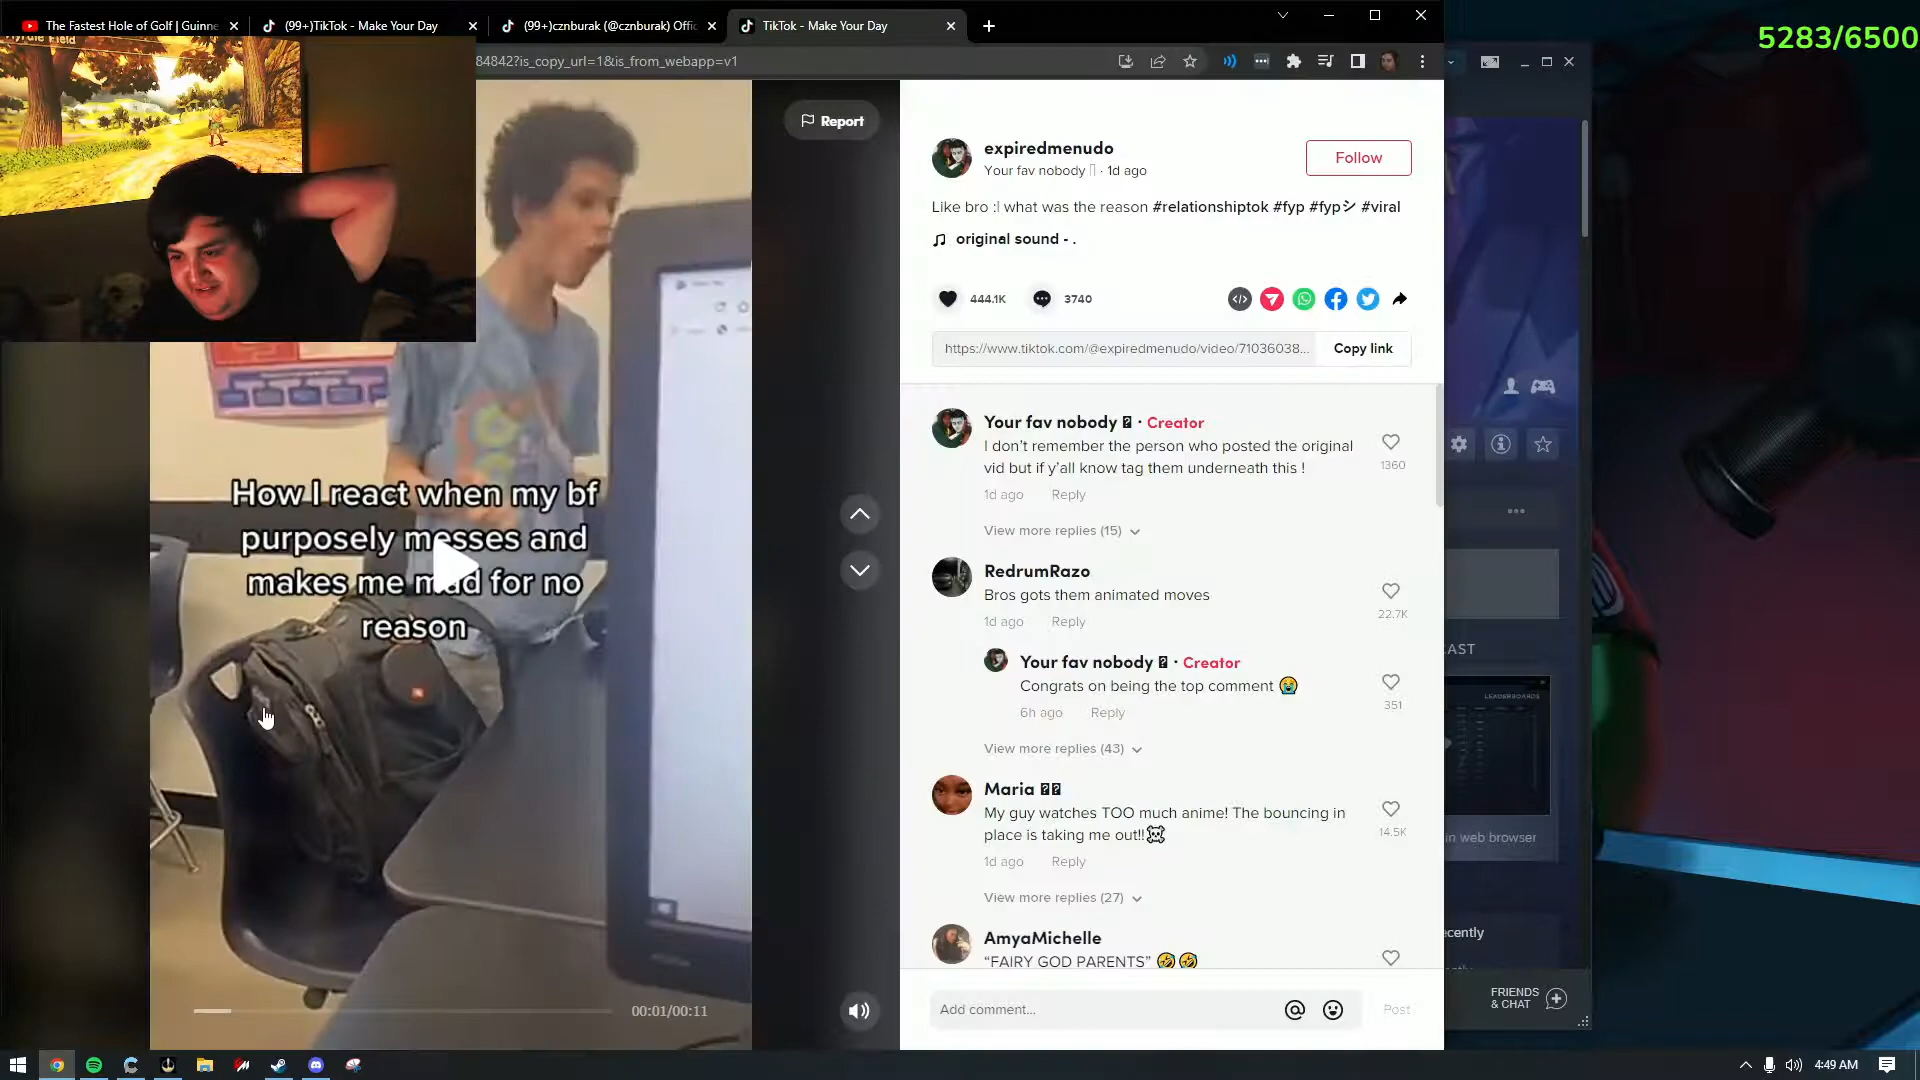 The Fastest Hole of Golf | Guinne
(99+)TikTok - Make Your Day
(99+)cznburak (@cznburak) Offic
TikTok - Make Your Day
5283/6500
84842?is_copy_url=1&is_from_webapp=v1
Report
expiredmenudo
Your fav nobody · 1d ago
Follow
Like bro :| what was the reason #relationshiptok #fyp #fypシ #viral
original sound - .
444.1K
3740
https://www.tiktok.com/@expiredmenudo/video/71036038...
Copy link
How I react when my bf
purposely messes and
makes me mad for no
reason
Your fav nobody · Creator
I don't remember the person who posted the original
vid but if y'all know tag them underneath this !
1360
1d ago Reply
View more replies (15)
RedrumRazo
Bros gots them animated moves
22.7K
1d ago Reply
Your fav nobody · Creator
Congrats on being the top comment 😭
351
6h ago Reply
View more replies (43)
Maria
My guy watches TOO much anime! The bouncing in
place is taking me out!!☠
14.5K
1d ago Reply
View more replies (27)
AmyaMichelle
“FAIRY GOD PARENTS” 🤣🤣
00:01/00:11
Add comment...
Post
LEADERBOARDS
in web browser
ecently
FRIENDS
& CHAT
4:49 AM